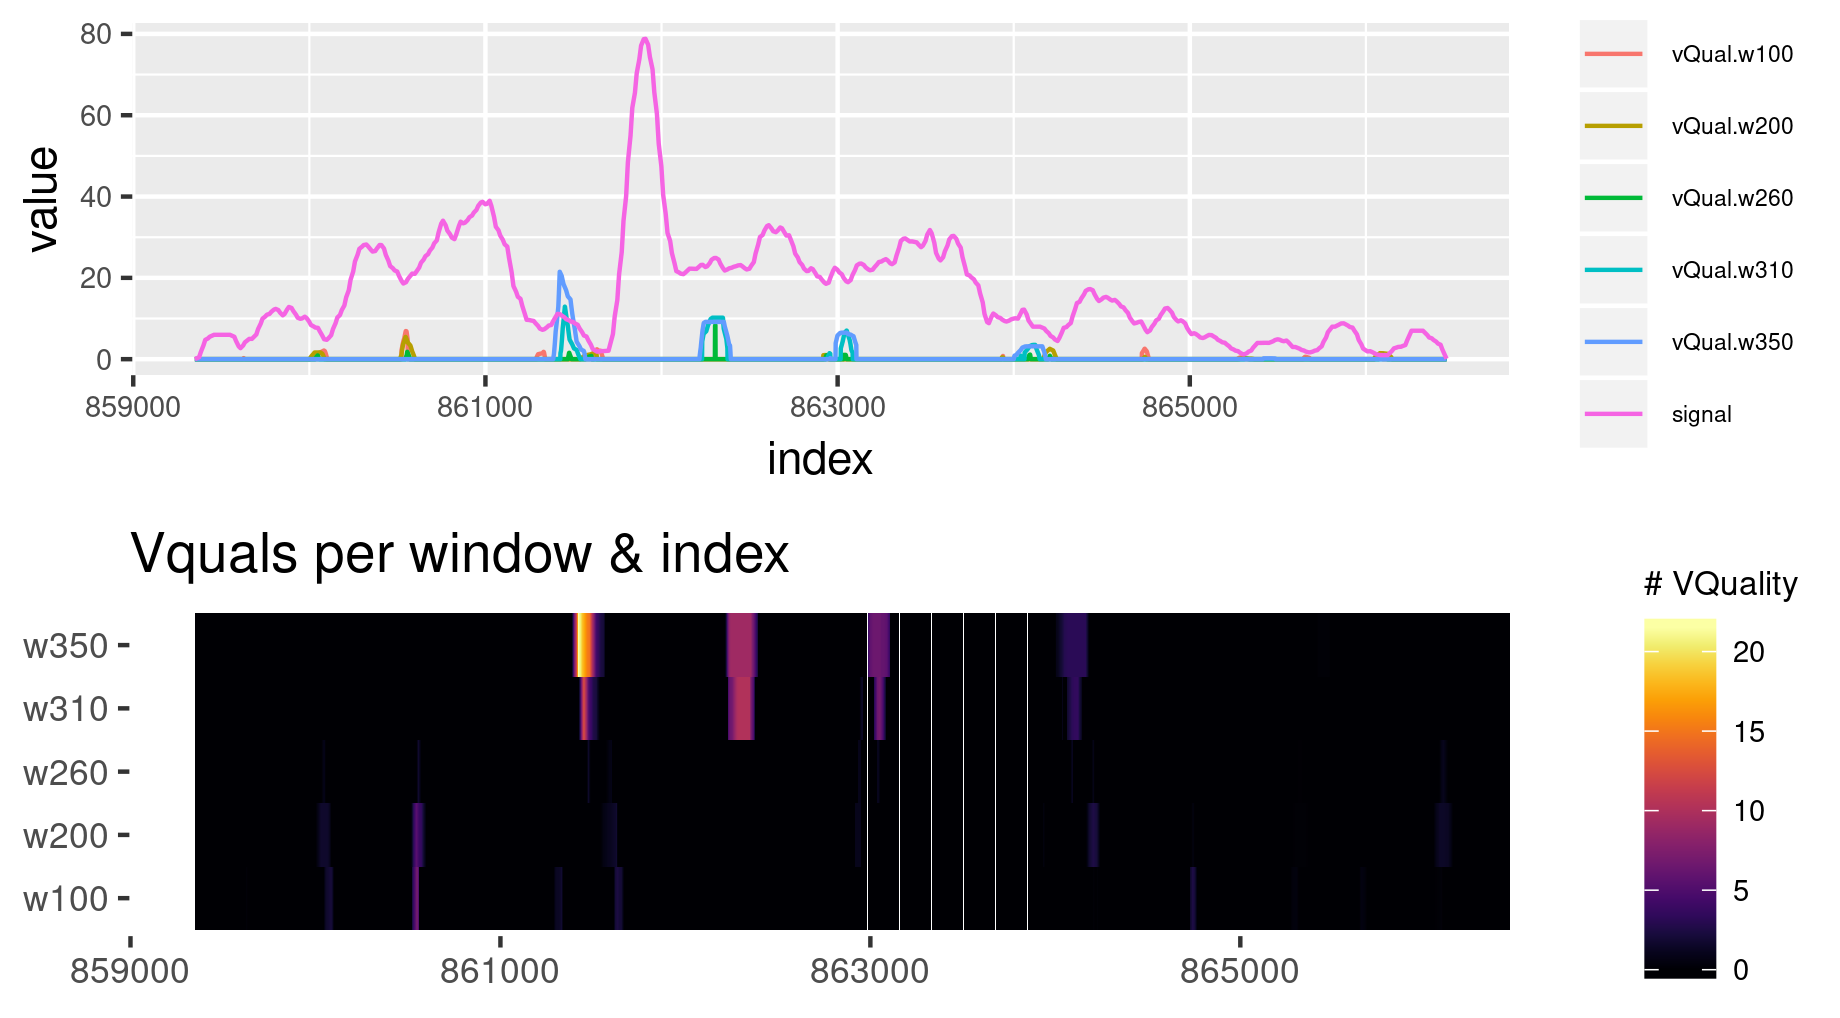 80
60
40
20
0
value
859000 861000 863000 865000
index
vQual.w100
vQual.w200
vQual.w260
vQual.w310
vQual.w350
signal
Vquals per window & index
w350
w310
w260
w200
w100
859000 861000 863000 865000
# VQuality
20
15
10
5
0